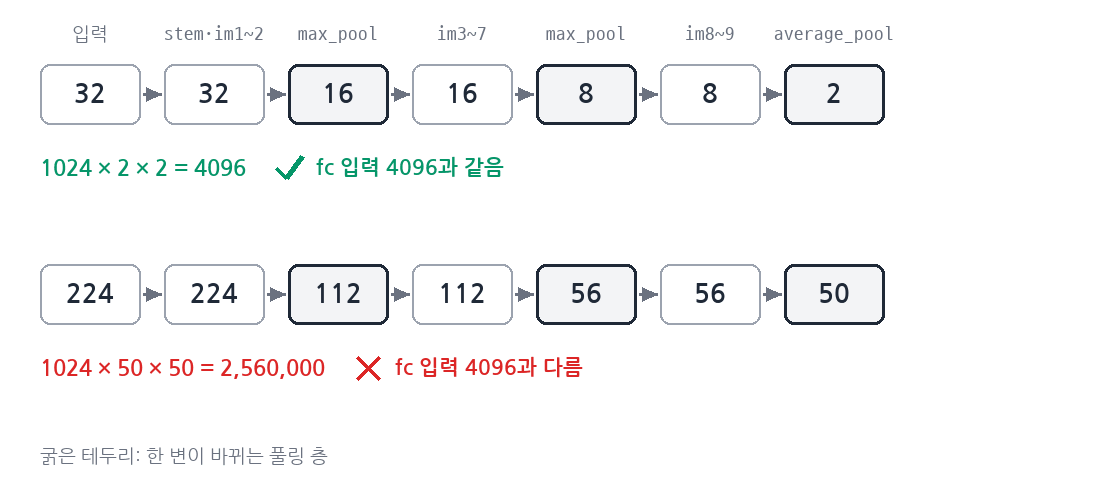 입력 stem·im1~2 max_pool im3~7 max_pool im8~9 average_pool
32 32 16 16 8 8 2
1024 × 2 × 2 = 4096 fc 입력 4096과 같음
224 224 112 112 56 56 50
1024 × 50 × 50 = 2,560,000 fc 입력 4096과 다름
굵은 테두리: 한 변이 바뀌는 풀링 층